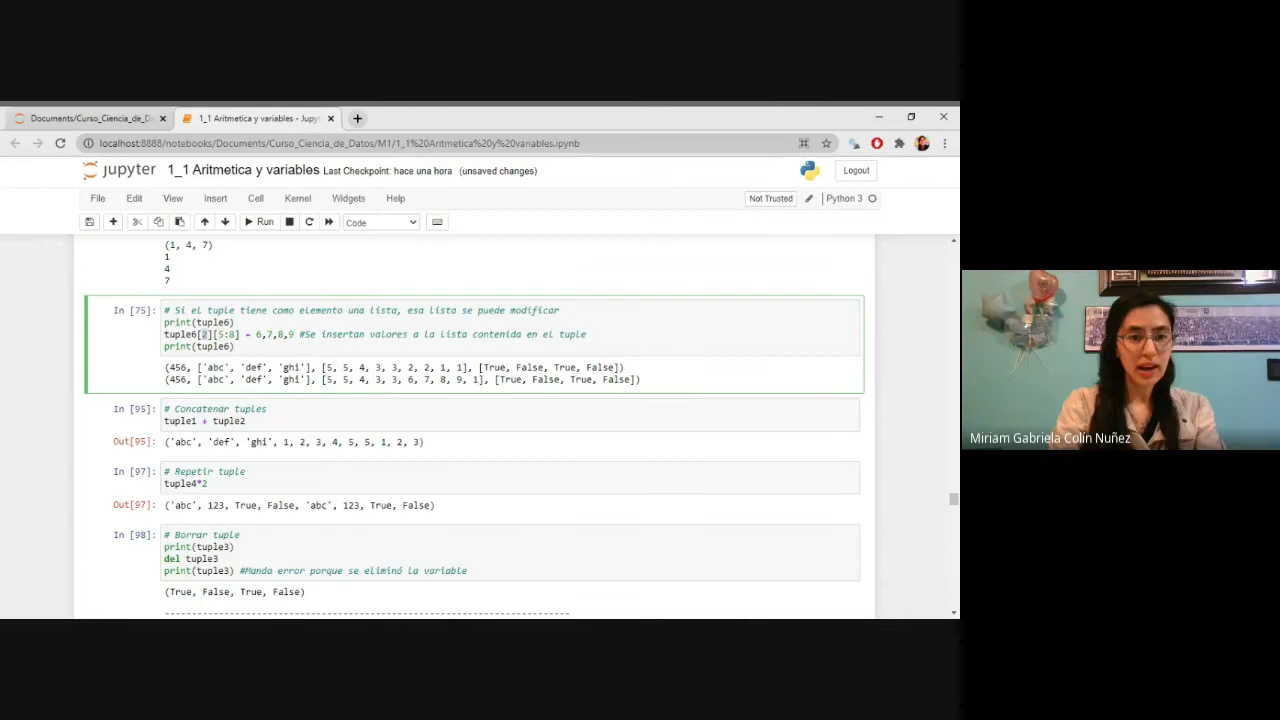 Documents/Curso_Ciencia_de_Da
1_1 Aritmetica y variables - Jupyt
localhost:8888/notebooks/Documents/Curso_Ciencia_de_Datos/M1/1_1%20Aritmetica%20y%20variables.ipynb
jupyter 1_1 Aritmetica y variables Last Checkpoint: hace una hora (unsaved changes)
Logout
File Edit View Insert Cell Kernel Widgets Help
Not Trusted
Python 3
Run
Code
(1, 4, 7)
1
4
7
In [75]: # Si el tuple tiene como elemento una lista, esa lista se puede modificar
print(tuple6)
tuple6[2][5:8] = 6,7,8,9 #Se insertan valores a la lista contenida en el tuple
print(tuple6)
(456, ['abc', 'def', 'ghi'], [5, 5, 4, 3, 3, 2, 2, 1, 1], [True, False, True, False])
(456, ['abc', 'def', 'ghi'], [5, 5, 4, 3, 3, 6, 7, 8, 9, 1], [True, False, True, False])
In [95]: # Concatenar tuples
tuple1 + tuple2
Out[95]: ('abc', 'def', 'ghi', 1, 2, 3, 4, 5, 5, 1, 2, 3)
In [97]: # Repetir tuple
tuple4*2
Out[97]: ('abc', 123, True, False, 'abc', 123, True, False)
In [98]: # Borrar tuple
print(tuple3)
del tuple3
print(tuple3) #Manda error porque se eliminó la variable
(True, False, True, False)
---------------------------------------------------------------------------
Miriam Gabriela Colín Nuñez